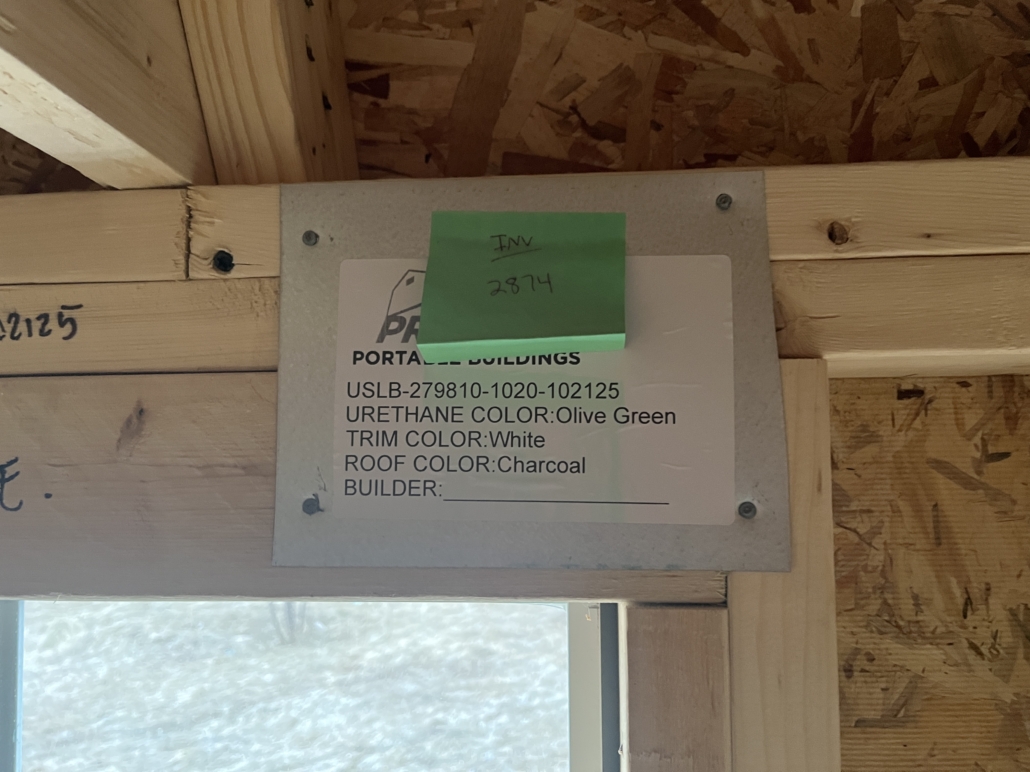 INV
2874
PORTABLE BUILDINGS
USLB-279810-1020-102125
URETHANE COLOR:Olive Green
TRIM COLOR:White
ROOF COLOR:Charcoal
BUILDER:
2125